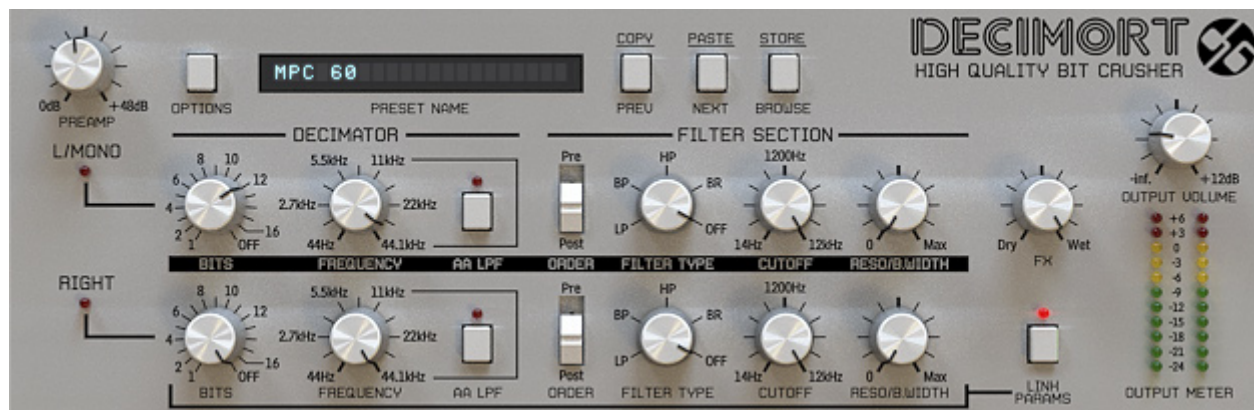 DECIMORT
HIGH QUALITY BIT CRUSHER
COPY PASTE STORE
MPC 60
0dB +48dB
PREAMP
OPTIONS
PRESET NAME
PREV NEXT BROWSE
L/MONO
DECIMATOR
FILTER SECTION
1 2 4 6 8 10 12 16 OFF
BITS
44Hz 2.7kHz 5.5kHz 11kHz 22kHz 44.1kHz
FREQUENCY
AA LPF
Pre
Post
ORDER
LP BP HP BR OFF
FILTER TYPE
14Hz 1200Hz 12kHz
CUTOFF
0 Max
RESO/B.WIDTH
Dry Wet
FX
-inf. +12dB
OUTPUT VOLUME
RIGHT
1 2 4 6 8 10 12 16 OFF
BITS
44Hz 2.7kHz 5.5kHz 11kHz 22kHz 44.1kHz
FREQUENCY
AA LPF
Pre
Post
ORDER
LP BP HP BR OFF
FILTER TYPE
14Hz 1200Hz 12kHz
CUTOFF
0 Max
RESO/B.WIDTH
LINK
PARAMS
+6
+3
0
-3
-6
-9
-12
-15
-18
-21
-24
OUTPUT METER